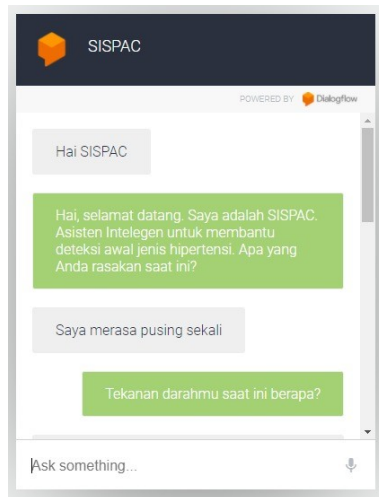 SISPAC
POWERED BY Dialogflow
Hai SISPAC
Hai, selamat datang. Saya adalah SISPAC.
Asisten Intelegen untuk membantu
deteksi awal jenis hipertensi. Apa yang
Anda rasakan saat ini?
Saya merasa pusing sekali
Tekanan darahmu saat ini berapa?
Ask something...